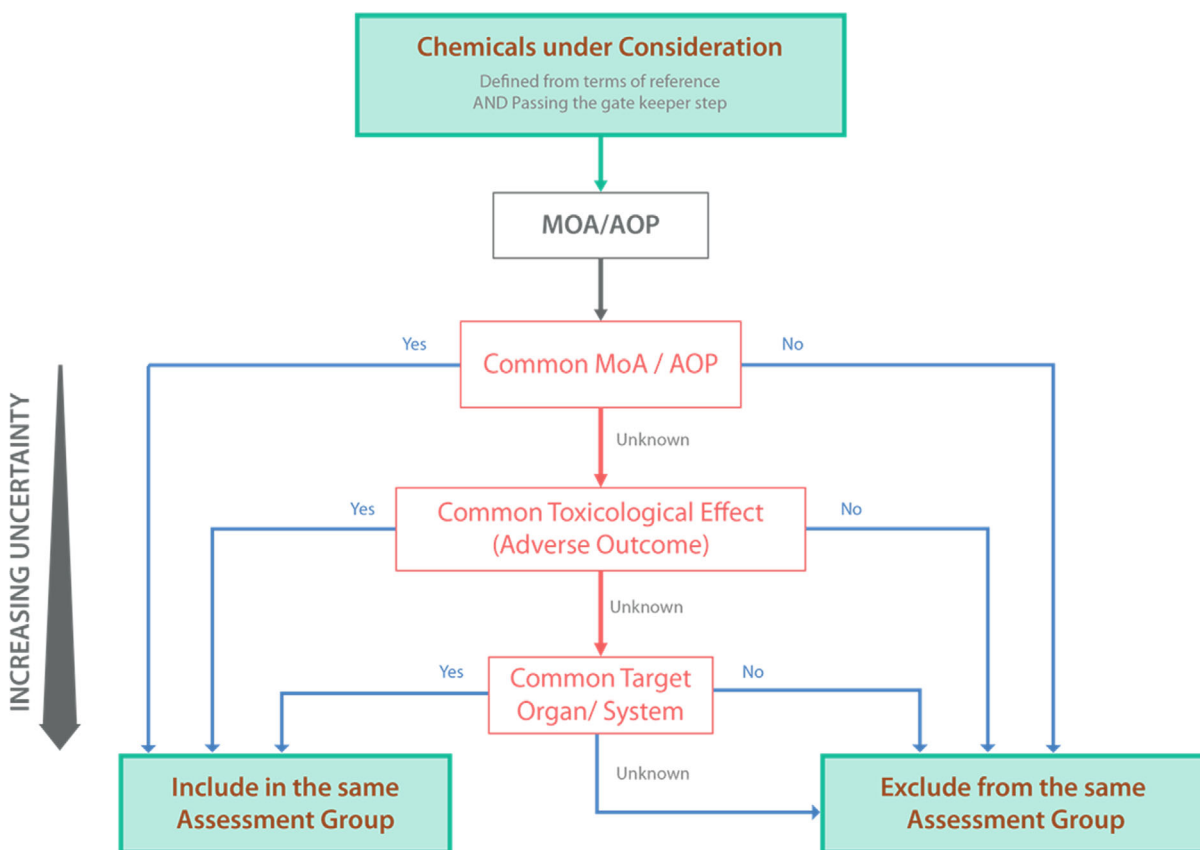 Chemicals under Consideration
Defined from terms of reference
AND Passing the gate keeper step
MOA/AOP
Yes
Common MoA / AOP
No
Unknown
Yes
Common Toxicological Effect
(Adverse Outcome)
No
Unknown
Yes
Common Target
Organ/ System
No
Unknown
INCREASING UNCERTAINTY
Include in the same
Assessment Group
Exclude from the same
Assessment Group